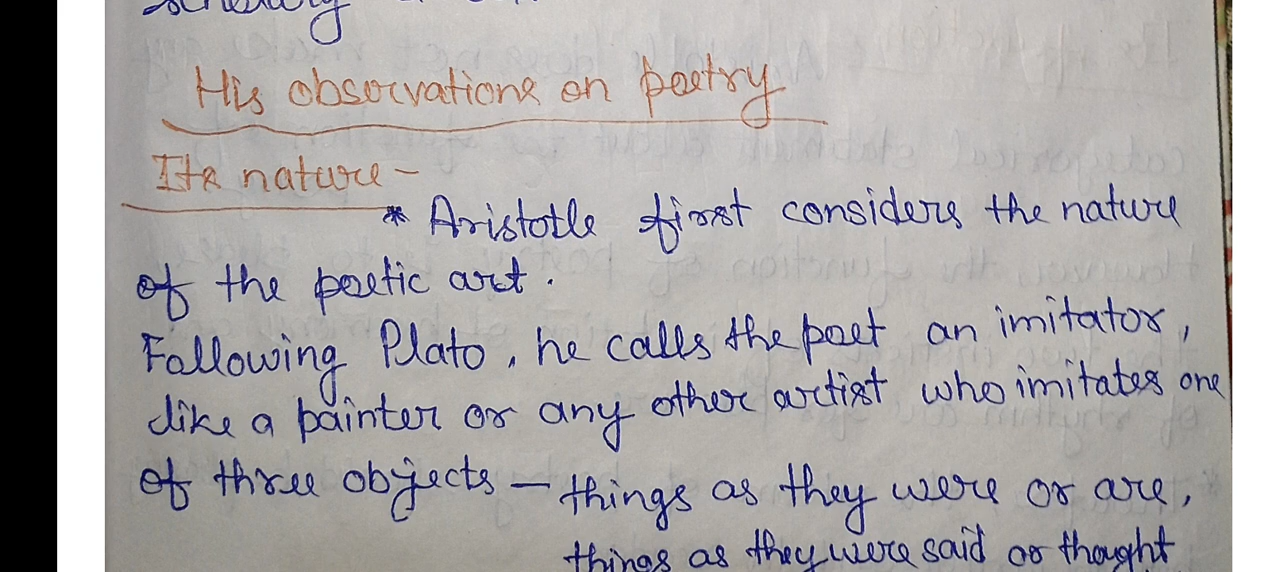 His observations on poetry
Its nature -
* Aristotle first considers the nature
of the poetic art.
Following Plato, he calls the poet an imitator,
like a painter or any other artist who imitates one
of three objects — things as they were or are,
things as they were said or thought